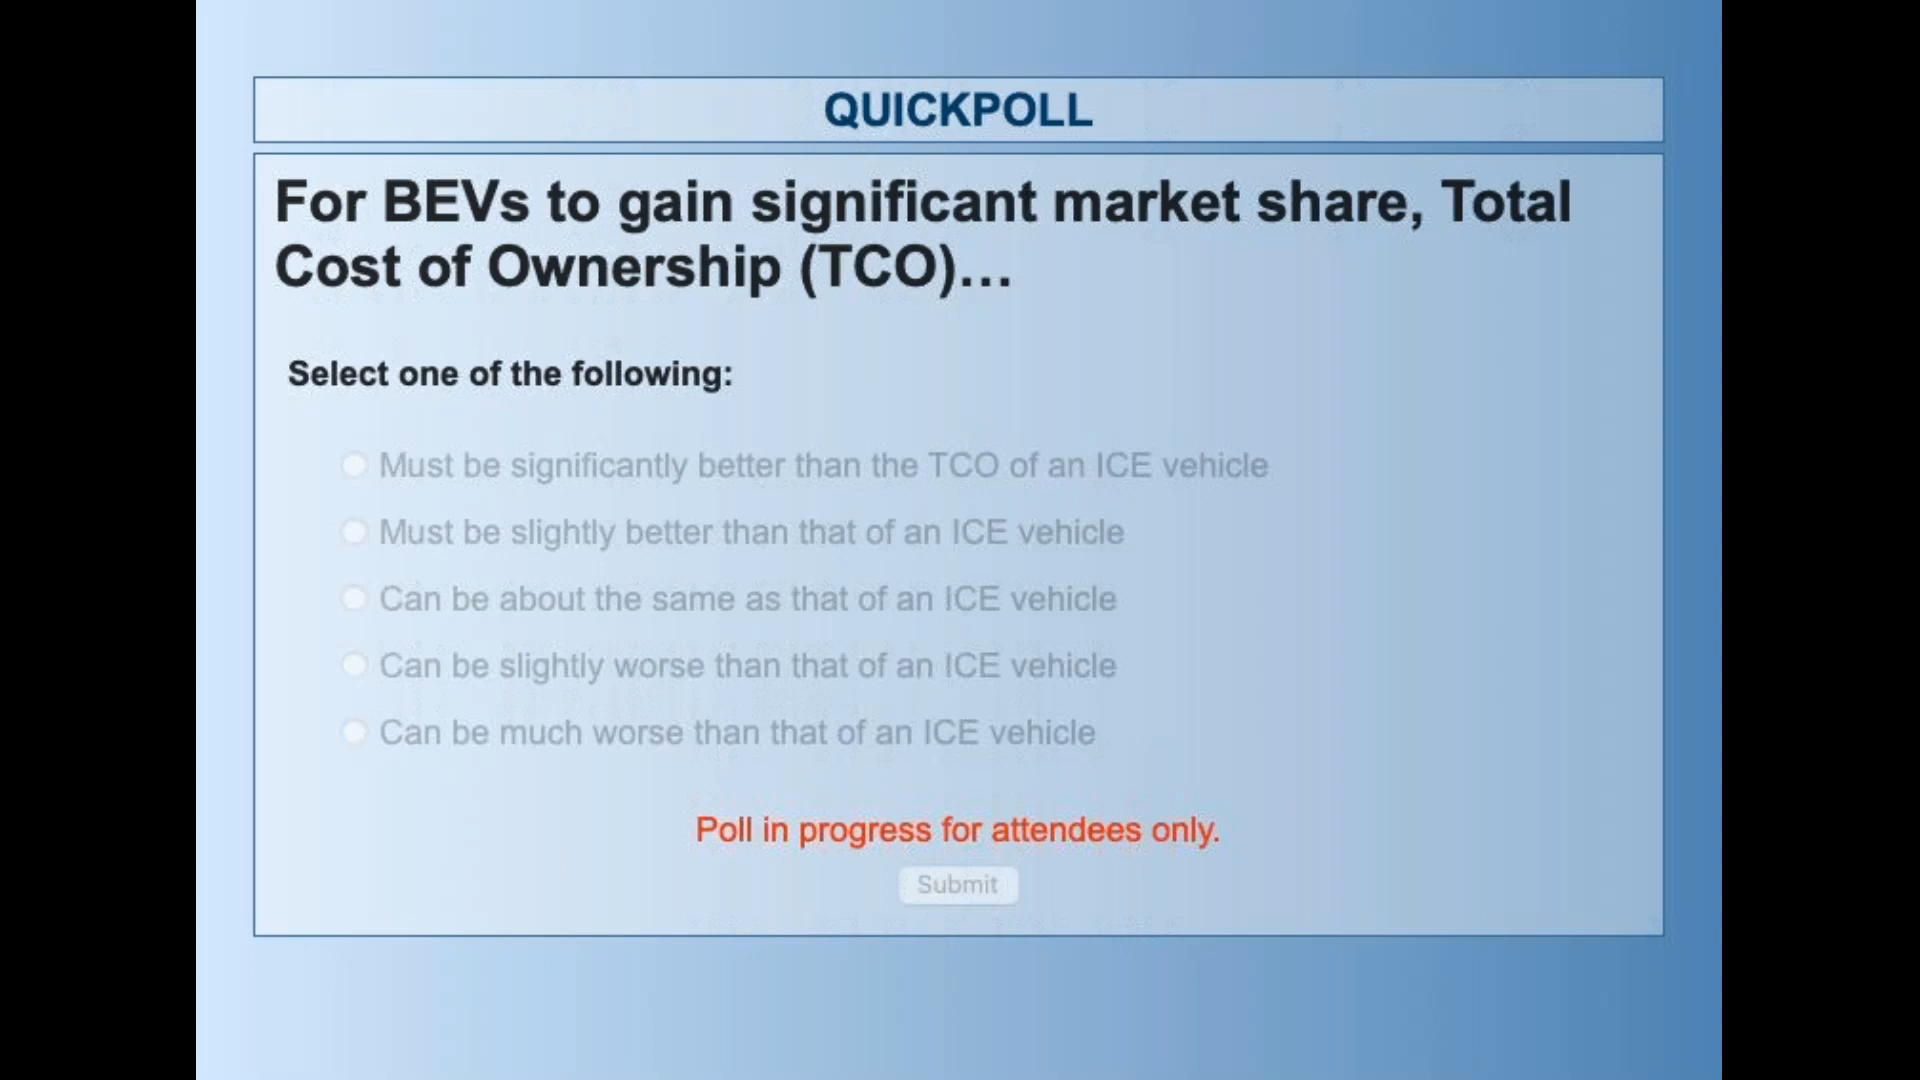 QUICKPOLL
For BEVs to gain significant market share, Total
Cost of Ownership (TCO)...
Select one of the following:
Must be significantly better than the TCO of an ICE vehicle
Must be slightly better than that of an ICE vehicle
Can be about the same as that of an ICE vehicle
Can be slightly worse than that of an ICE vehicle
Can be much worse than that of an ICE vehicle
Poll in progress for attendees only.
Submit